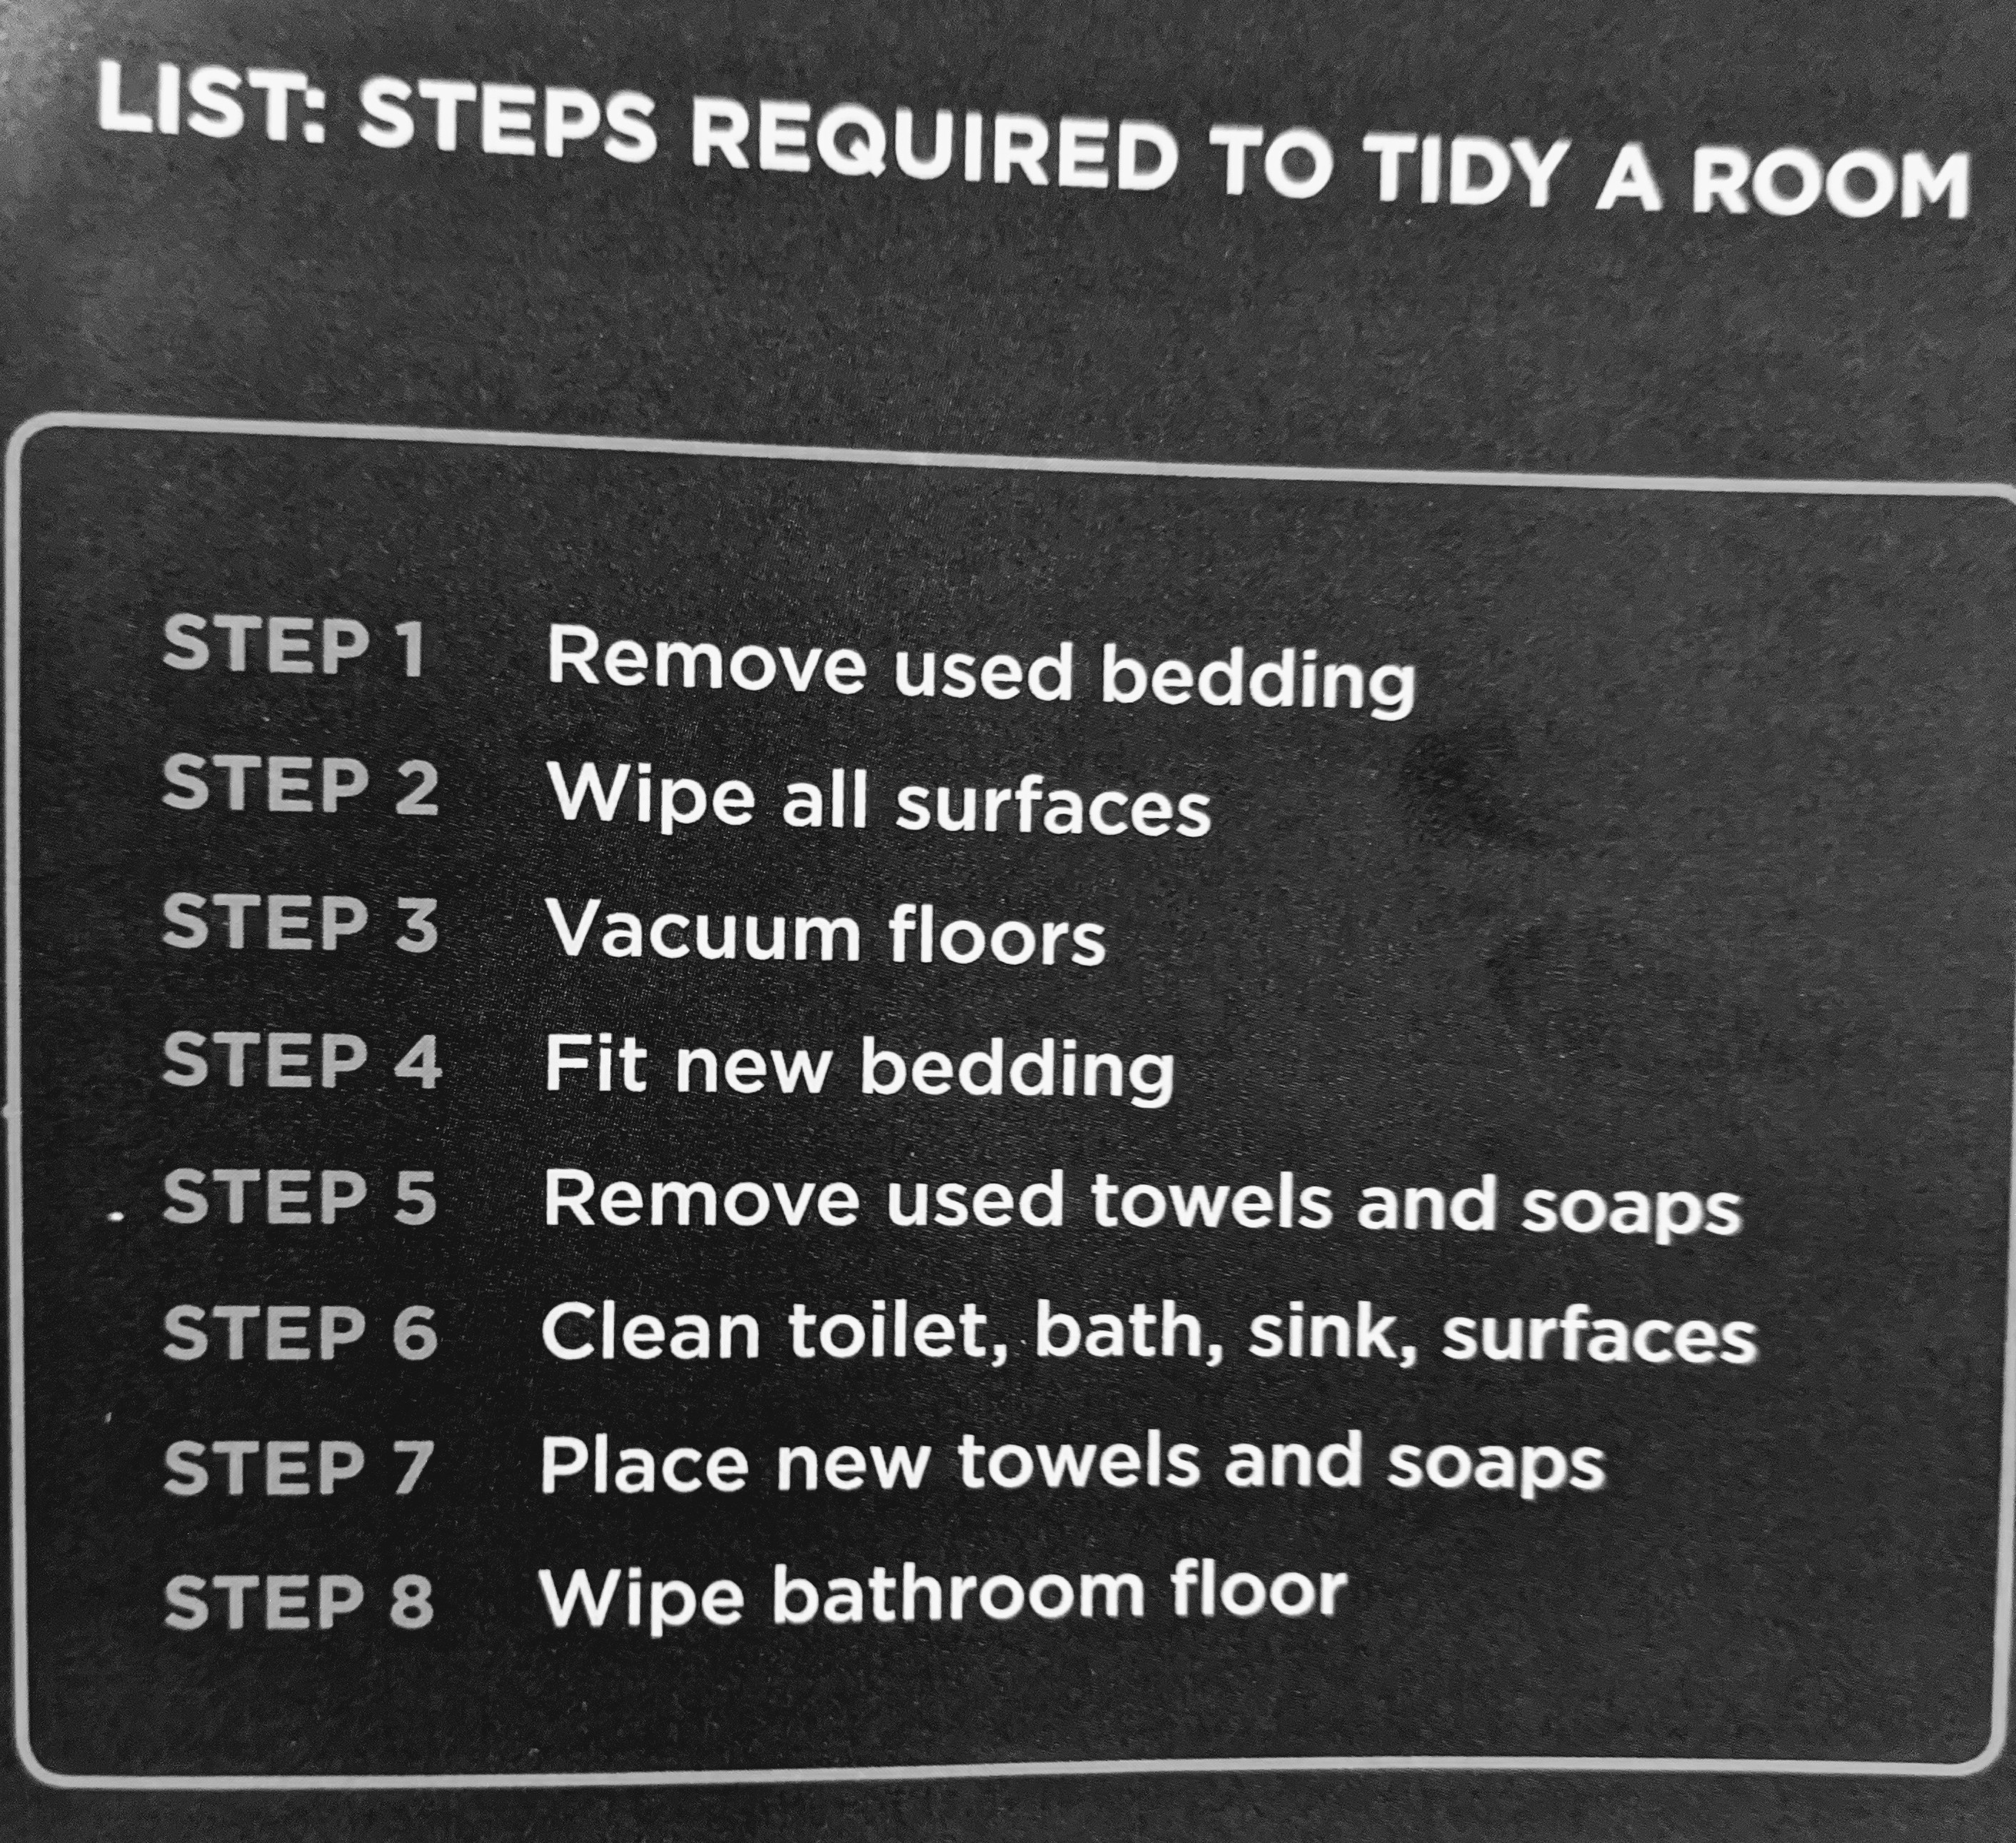 LIST: STEPS REQUIRED TO TIDY A ROOM
STEP 1 Remove used bedding
STEP 2 Wipe all surfaces
STEP 3 Vacuum floors
STEP 4 Fit new bedding
STEP 5 Remove used towels and soaps
STEP 6 Clean toilet, bath, sink, surfaces
STEP 7 Place new towels and soaps
STEP 8 Wipe bathroom floor